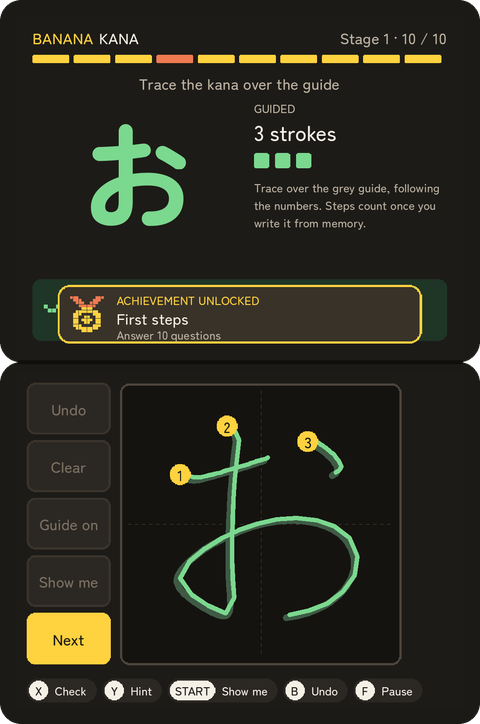 BANANA KANA
Stage 1 · 10 / 10
Trace the kana over the guide
お
GUIDED
3 strokes
Trace over the grey guide, following
the numbers. Steps count once you
write it from memory.
ACHIEVEMENT UNLOCKED
First steps
Answer 10 questions
Undo
Clear
Guide on
Show me
Next
1
2
3
お
X Check
Y Hint
START Show me
B Undo
F Pause